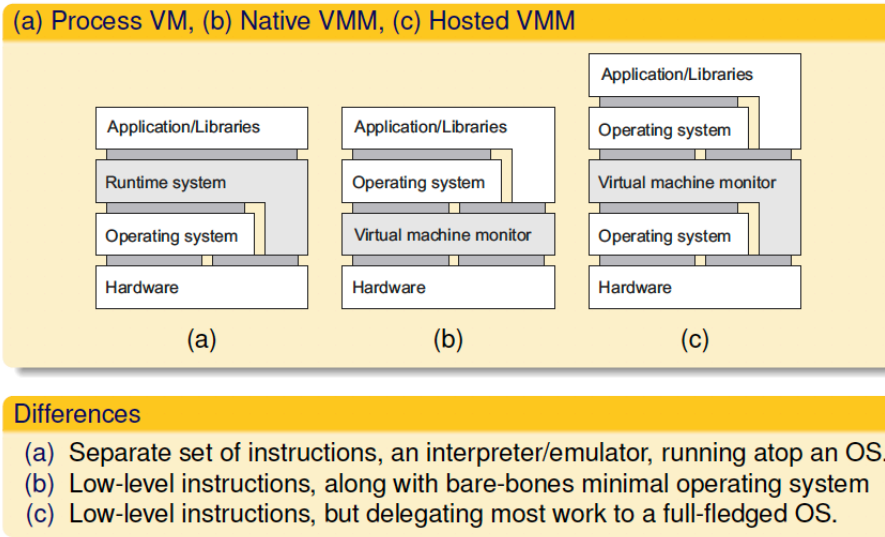 (a) Process VM, (b) Native VMM, (c) Hosted VMM
Application/Libraries
Runtime system
Operating system
Hardware
(a)
Application/Libraries
Operating system
Virtual machine monitor
Hardware
(b)
Application/Libraries
Operating system
Virtual machine monitor
Operating system
Hardware
(c)
Differences
(a) Separate set of instructions, an interpreter/emulator, running atop an OS.
(b) Low-level instructions, along with bare-bones minimal operating system
(c) Low-level instructions, but delegating most work to a full-fledged OS.